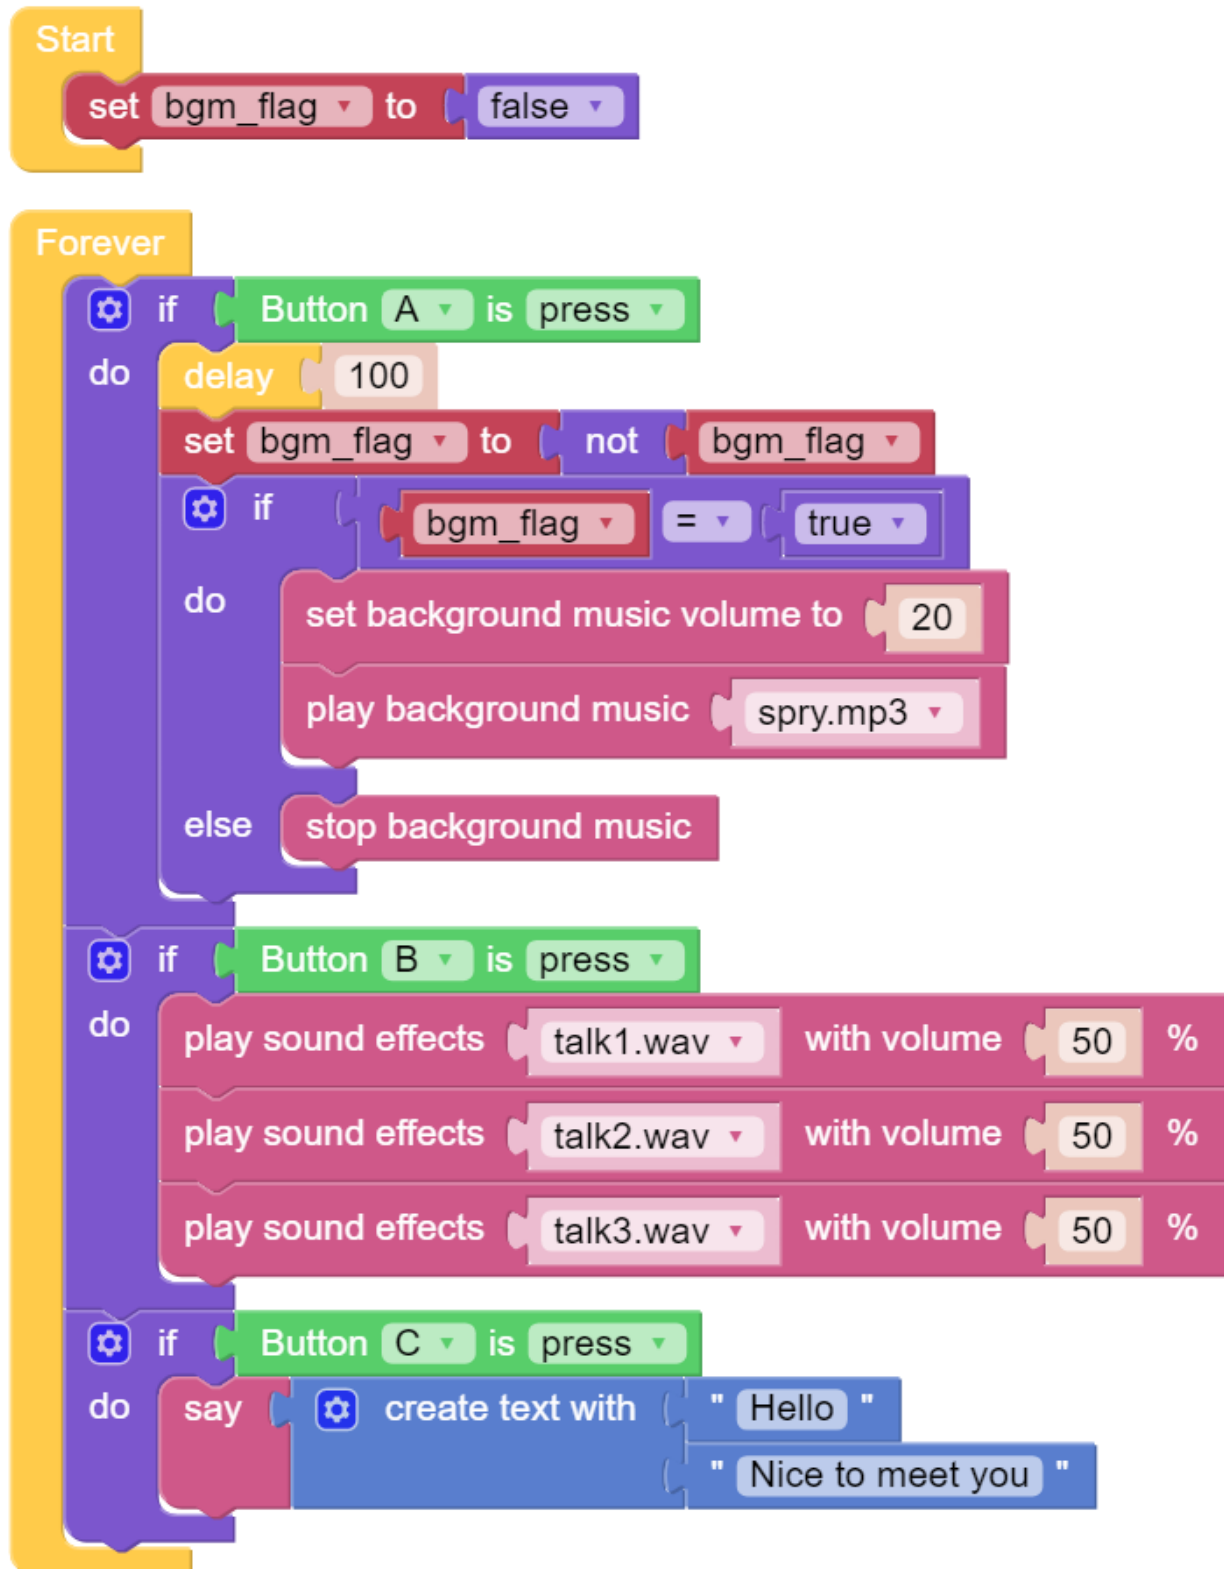 Start
set bgm_flag to false
Forever
if Button A is press
do delay 100
set bgm_flag to not bgm_flag
if bgm_flag = true
do set background music volume to 20
play background music spry.mp3
else stop background music
if Button B is press
do play sound effects talk1.wav with volume 50 %
play sound effects talk2.wav with volume 50 %
play sound effects talk3.wav with volume 50 %
if Button C is press
do say create text with " Hello "
" Nice to meet you "